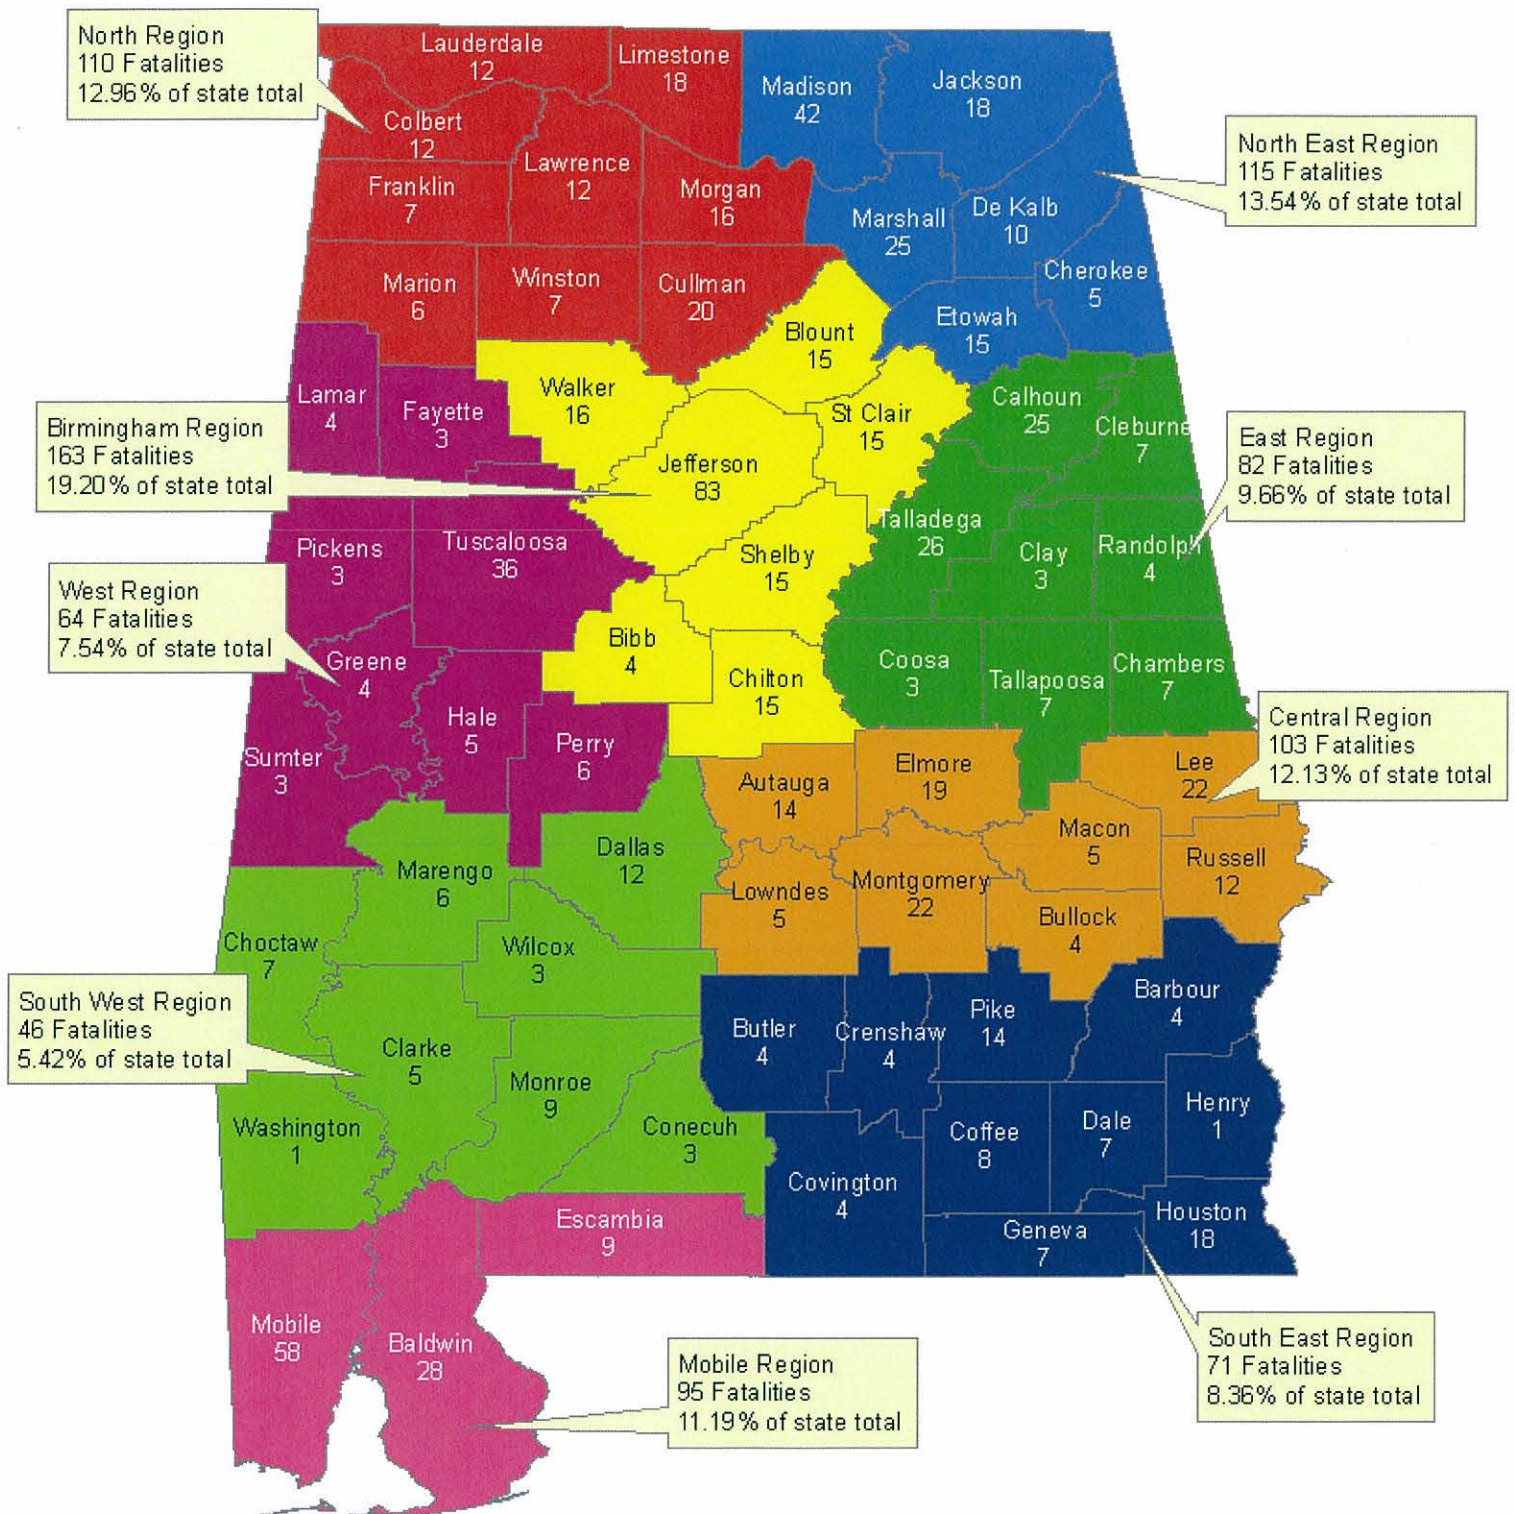 North Region
110 Fatalities
12.96% of state total
Lauderdale
12
Limestone
18
Madison
42
Jackson
18
Colbert
12
Lawrence
12
Franklin
7
Morgan
16
Marshall
25
De Kalb
10
North East Region
115 Fatalities
13.54% of state total
Marion
6
Winston
7
Cullman
20
Cherokee
5
Etowah
15
Blount
15
Lamar
4
Fayette
3
Walker
16
St Clair
15
Calhoun
25
Cleburne
7
Birmingham Region
163 Fatalities
19.20% of state total
Jefferson
83
East Region
82 Fatalities
9.66% of state total
Pickens
3
Tuscaloosa
36
Shelby
15
Talladega
26
Clay
3
Randolph
4
West Region
64 Fatalities
7.54% of state total
Greene
4
Bibb
4
Chilton
15
Coosa
3
Tallapoosa
7
Chambers
7
Sumter
3
Hale
5
Perry
6
Central Region
103 Fatalities
12.13% of state total
Autauga
14
Elmore
19
Lee
22
Marengo
6
Dallas
12
Lowndes
5
Montgomery
22
Macon
5
Russell
12
Bullock
4
Choctaw
7
Wilcox
3
South West Region
46 Fatalities
5.42% of state total
Clarke
5
Monroe
9
Butler
4
Crenshaw
4
Pike
14
Barbour
4
Washington
1
Conecuh
3
Coffee
8
Dale
7
Henry
1
Covington
4
Geneva
7
Houston
18
Escambia
9
Mobile
58
Baldwin
28
Mobile Region
95 Fatalities
11.19% of state total
South East Region
71 Fatalities
8.36% of state total